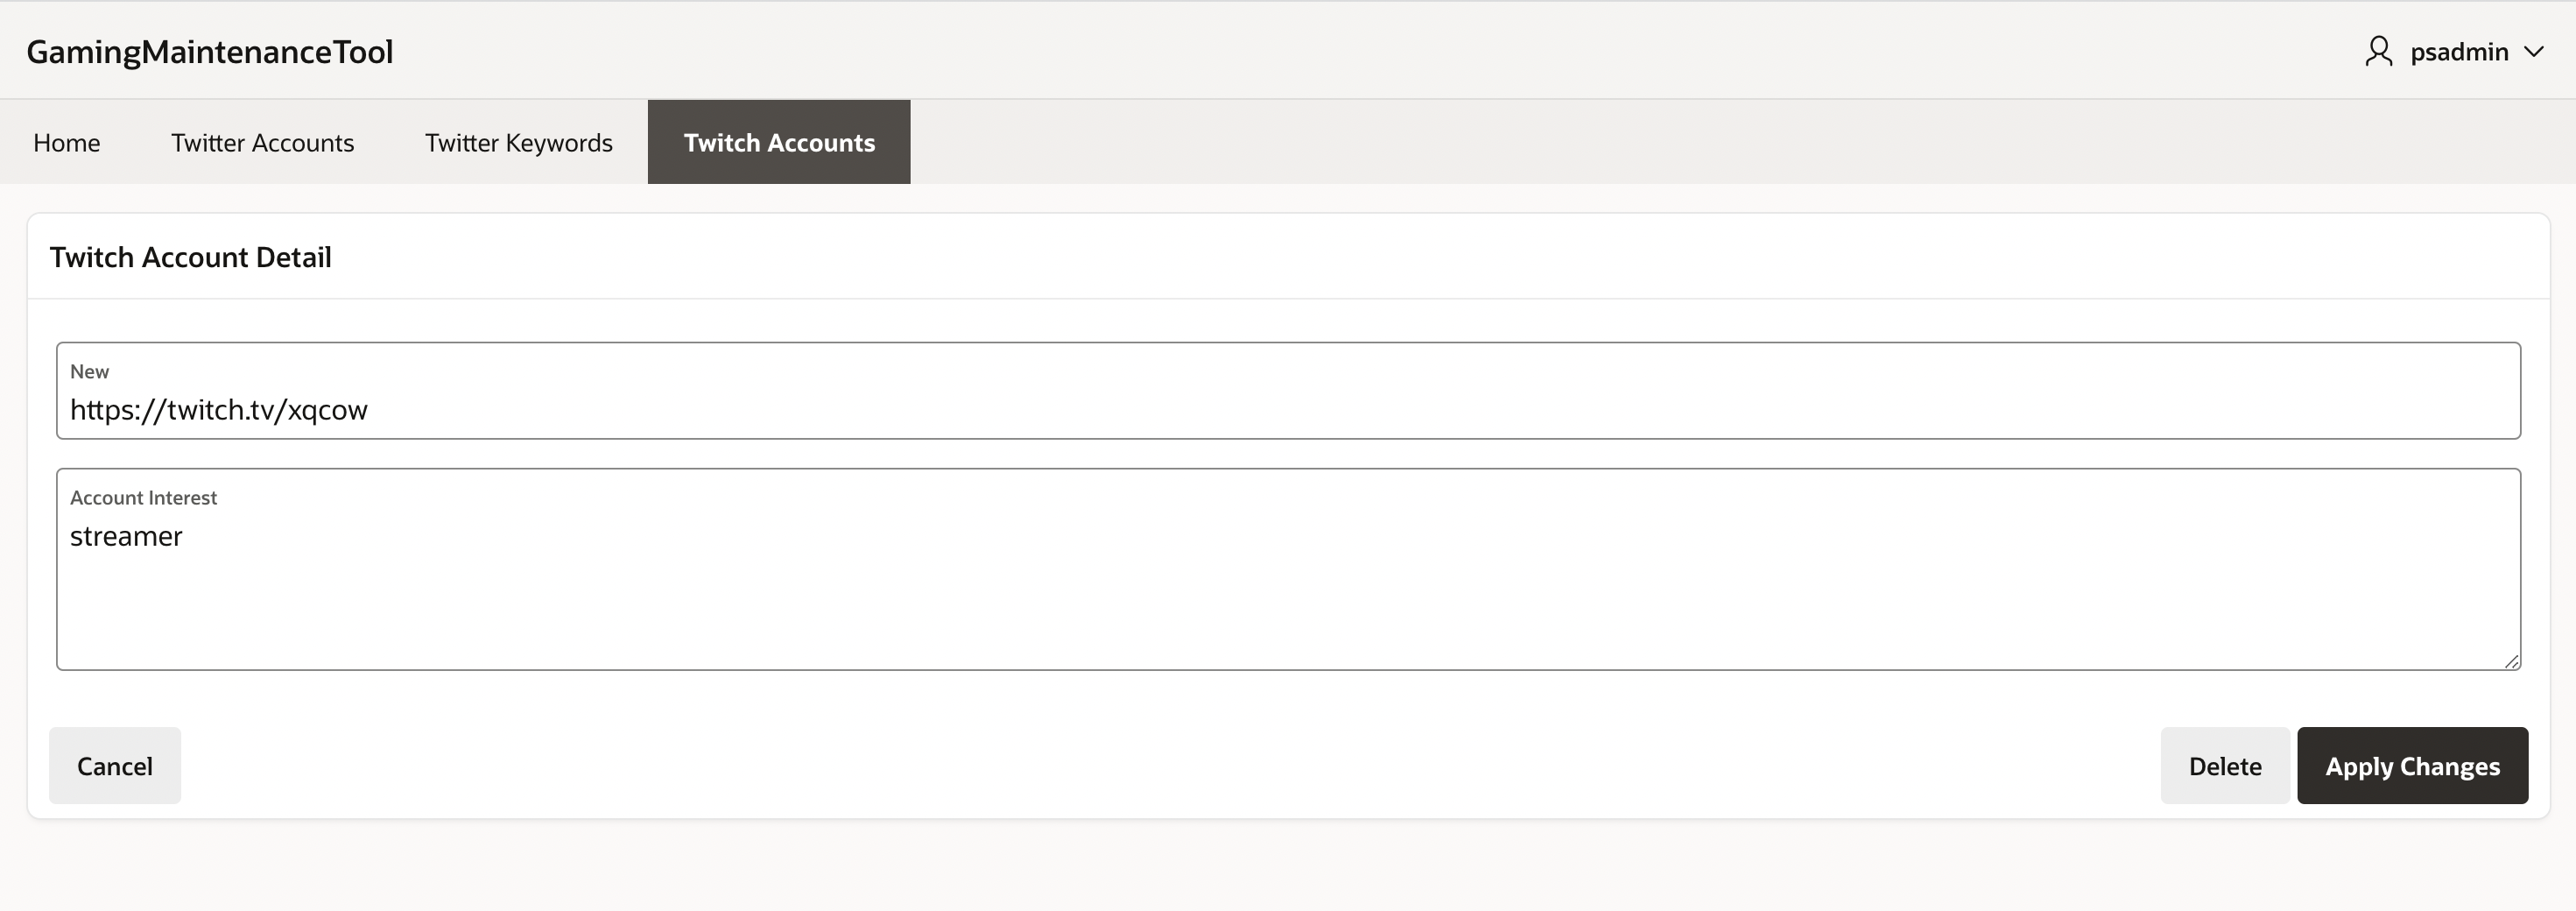 GamingMaintenanceTool
psadmin
Home
Twitter Accounts
Twitter Keywords
Twitch Accounts
Twitch Account Detail
New
https://twitch.tv/xqcow
Account Interest
streamer
Cancel
Delete
Apply Changes